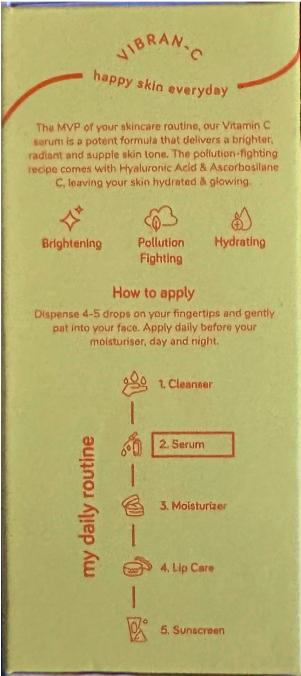 VIBRAN-C
happy skin everyday
The MVP of your skincare routine, our Vitamin C
serum is a potent formula that delivers a brighter,
radiant and supple skin tone. The pollution-fighting
recipe comes with Hyaluronic Acid & Ascorbosilane
C, leaving your skin hydrated & glowing.
Brightening
Pollution
Fighting
Hydrating
How to apply
Dispense 4-5 drops on your fingertips and gently
pat into your face. Apply daily before your
moisturiser, day and night.
my daily routine
1. Cleanser
2. Serum
3. Moisturizer
4. Lip Care
5. Sunscreen